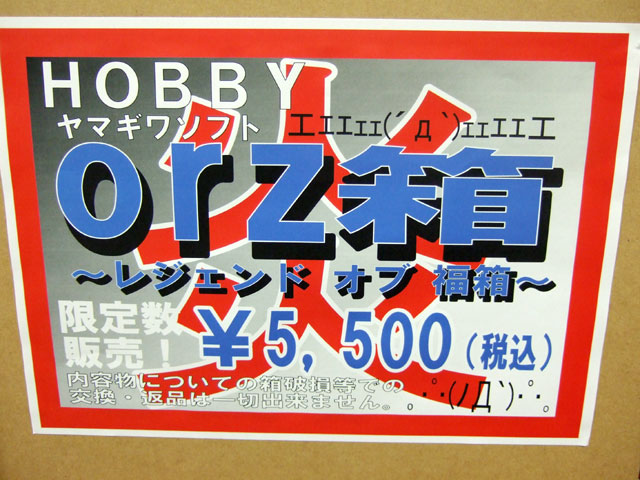 HOBBY
ヤマギワソフト エエエェェ(´д`)ェェエエエ
orz箱
～レジェンド オブ 福箱～
限定数
販売！ ￥5,500(税込)
内容物についての箱破損等での
交換・返品は一切出来ません。 。･ﾟ･(ﾉД`)･ﾟ･。